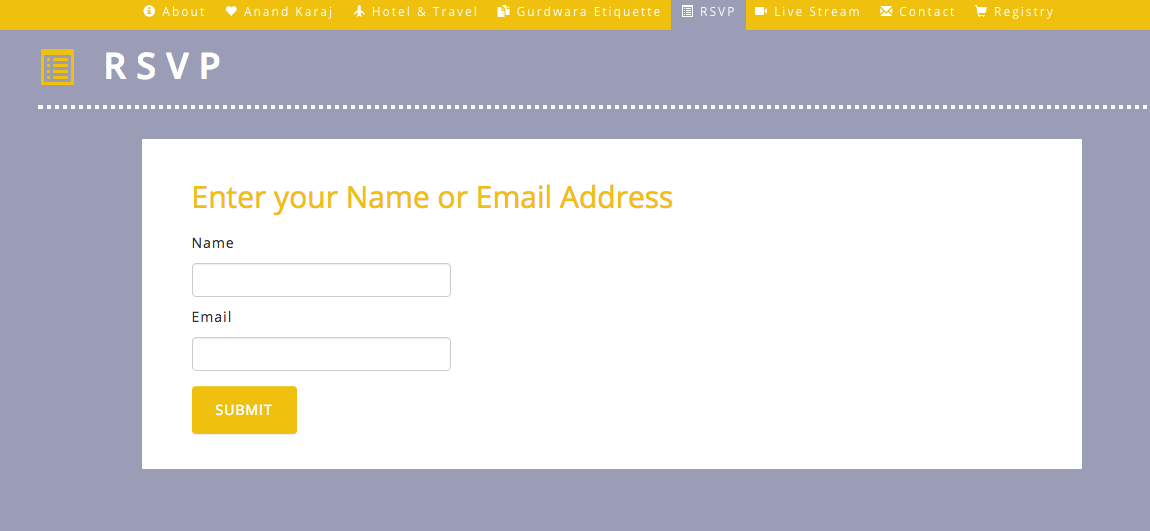 About Anand Karaj Hotel & Travel Gurdwara Etiquette RSVP Live Stream Contact Registry
RSVP
Enter your Name or Email Address
Name
Email
SUBMIT